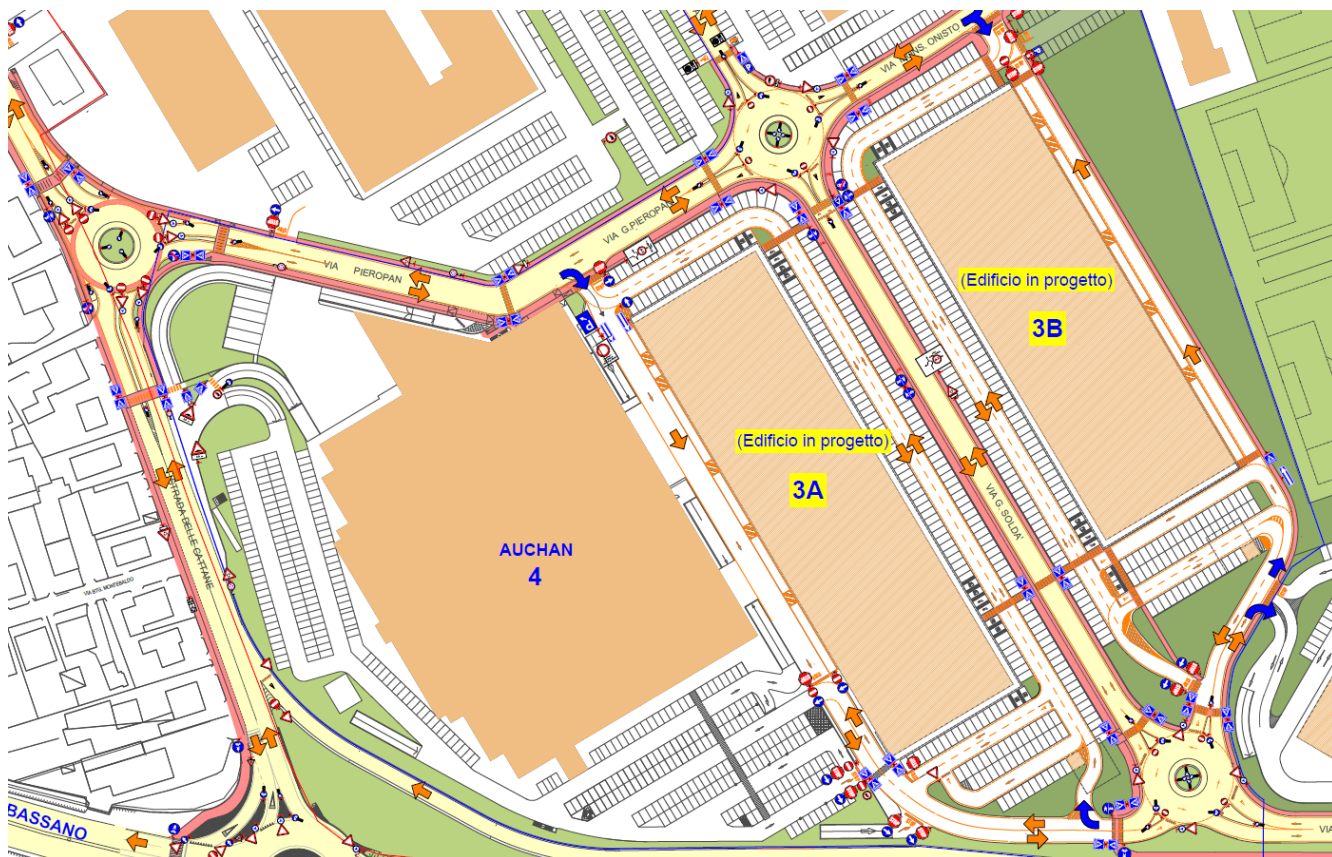 VIA MONS. ONISTO
VIA G.PIEROPAN
VIA PIEROPAN
(Edificio in progetto)
3B
(Edificio in progetto)
3A
VIA G. SOLDA'
AUCHAN
4
STRADA DELLE CATTANE
VIA MTE. MONTEBALDO
BASSANO
VIA
P